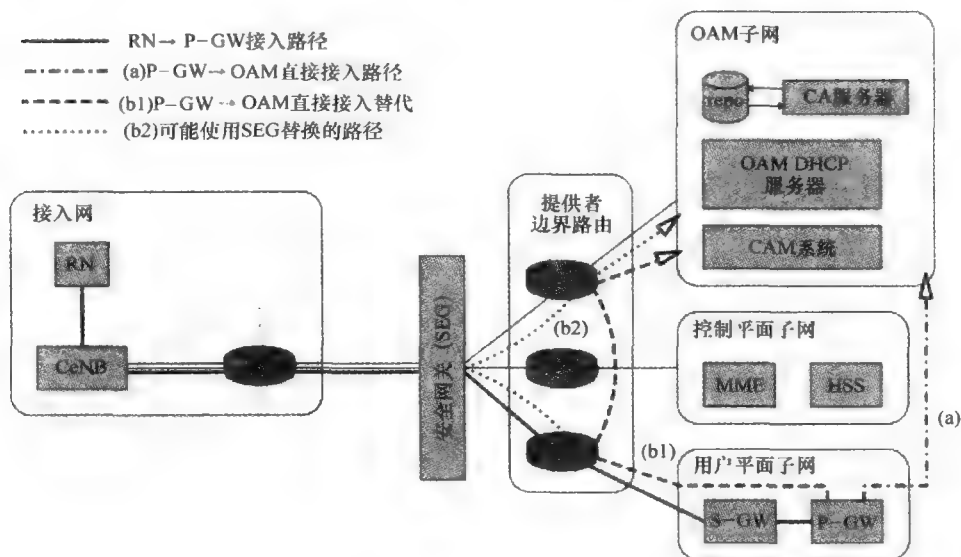 RN→P-GW接入路径
(a)P-GW→OAM直接接入路径
(b1)P-GW→OAM直接接入替代
(b2)可能使用SEG替换的路径
接入网
RN
CeNB
安全网关 (SEG)
提供者
边界路由
(b2)
(b1)
(a)
OAM子网
repo
CA服务器
OAM DHCP
服务器
CAM系统
控制平面子网
MME
HSS
用户平面子网
S-GW
P-GW